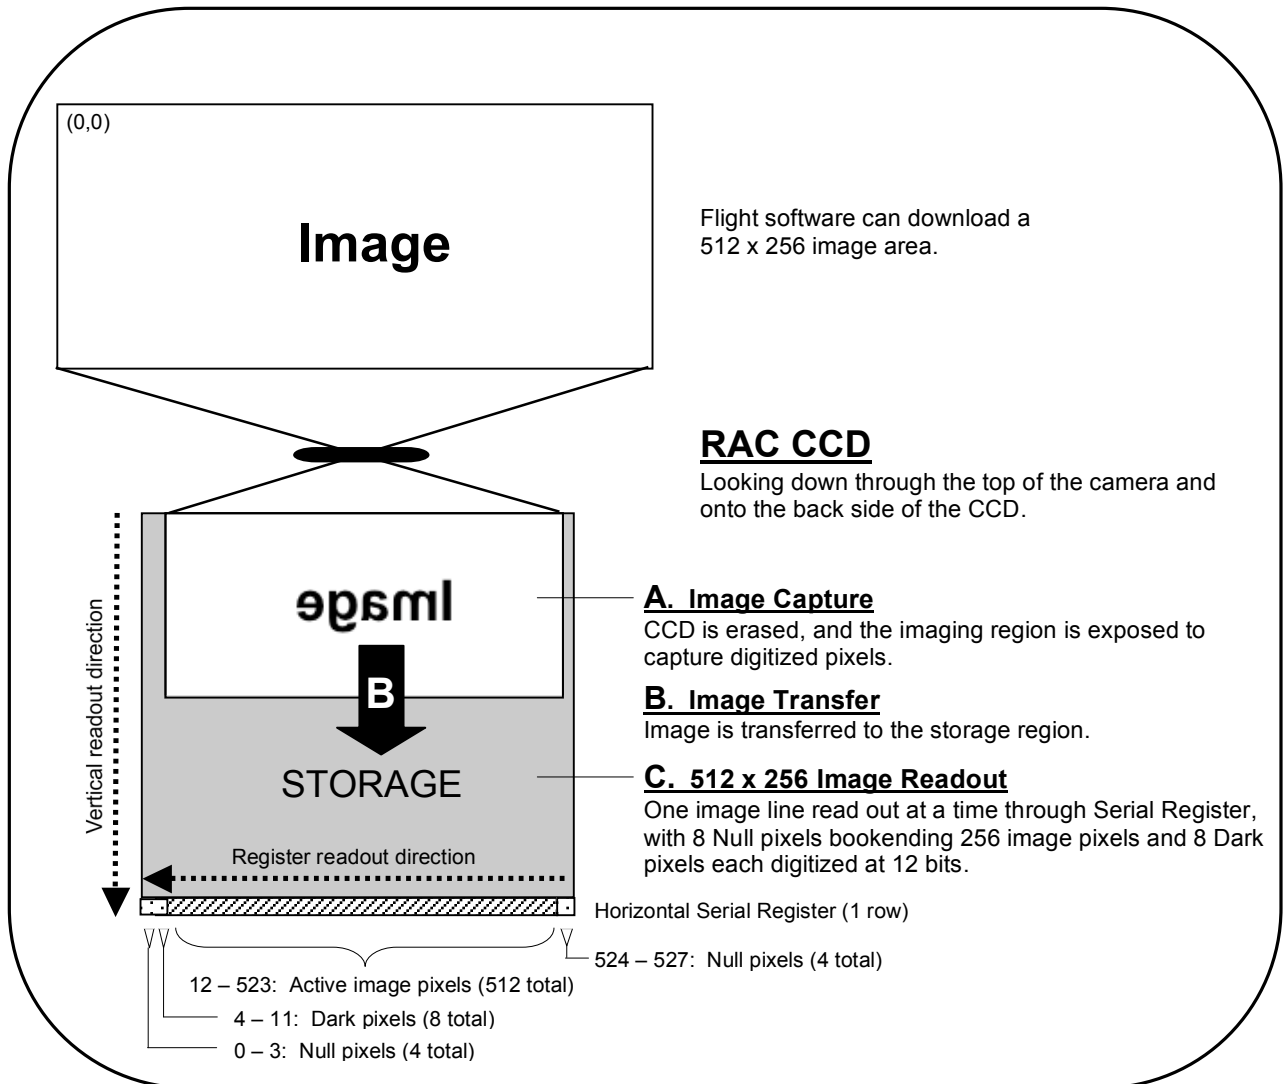 (0,0)
Image
Flight software can download a
512 x 256 image area.
RAC CCD
Looking down through the top of the camera and
onto the back side of the CCD.
Image
A. Image Capture
CCD is erased, and the imaging region is exposed to
capture digitized pixels.
B
B. Image Transfer
Image is transferred to the storage region.
Vertical readout direction
STORAGE
C. 512 x 256 Image Readout
One image line read out at a time through Serial Register,
with 8 Null pixels bookending 256 image pixels and 8 Dark
pixels each digitized at 12 bits.
Register readout direction
Horizontal Serial Register (1 row)
524 – 527: Null pixels (4 total)
12 – 523: Active image pixels (512 total)
4 – 11: Dark pixels (8 total)
0 – 3: Null pixels (4 total)